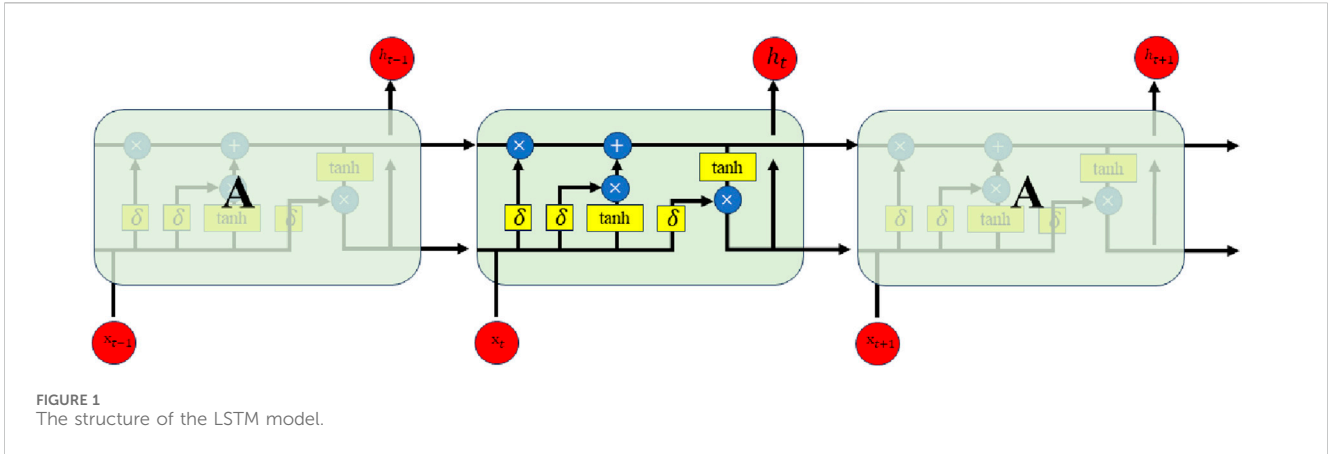 h_{t-1} h_t h_{t+1}
× + × + × +
tanh tanh tanh
× A × × × A ×
δ δ tanh δ δ δ tanh δ δ δ tanh δ
x_{t-1} x_t x_{t+1}
FIGURE 1
The structure of the LSTM model.